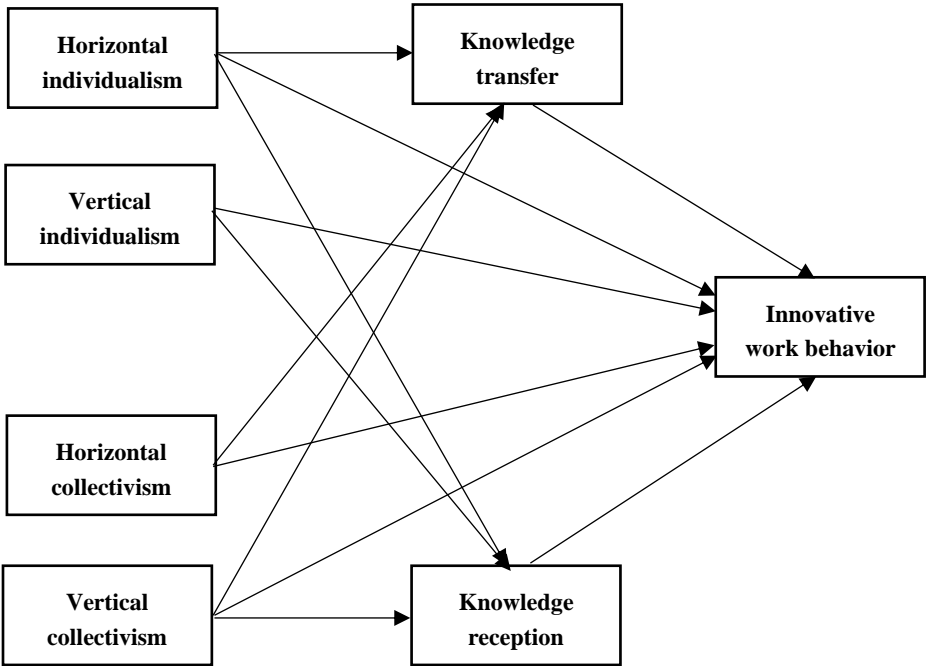 Horizontal
individualism
Knowledge
transfer
Vertical
individualism
Innovative
work behavior
Horizontal
collectivism
Vertical
collectivism
Knowledge
reception